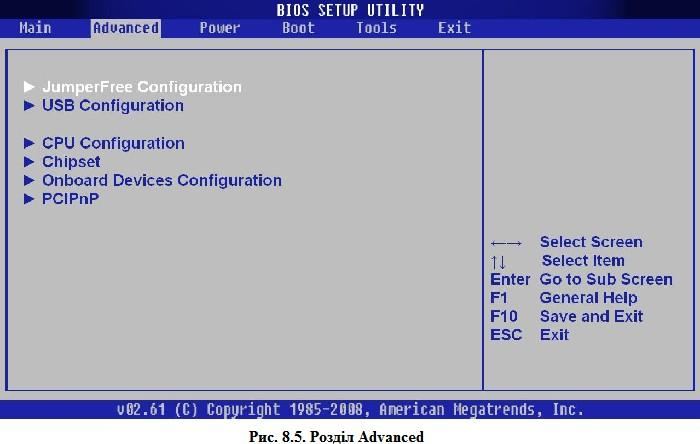 BIOS SETUP UTILITY
Main Advanced Power Boot Tools Exit
► JumperFree Configuration
► USB Configuration
► CPU Configuration
► Chipset
► Onboard Devices Configuration
► PCIPnP
←→ Select Screen
↑↓ Select Item
Enter Go to Sub Screen
F1 General Help
F10 Save and Exit
ESC Exit
v02.61 (C) Copyright 1985-2008, American Megatrends, Inc.
Рис. 8.5. Розділ Advanced